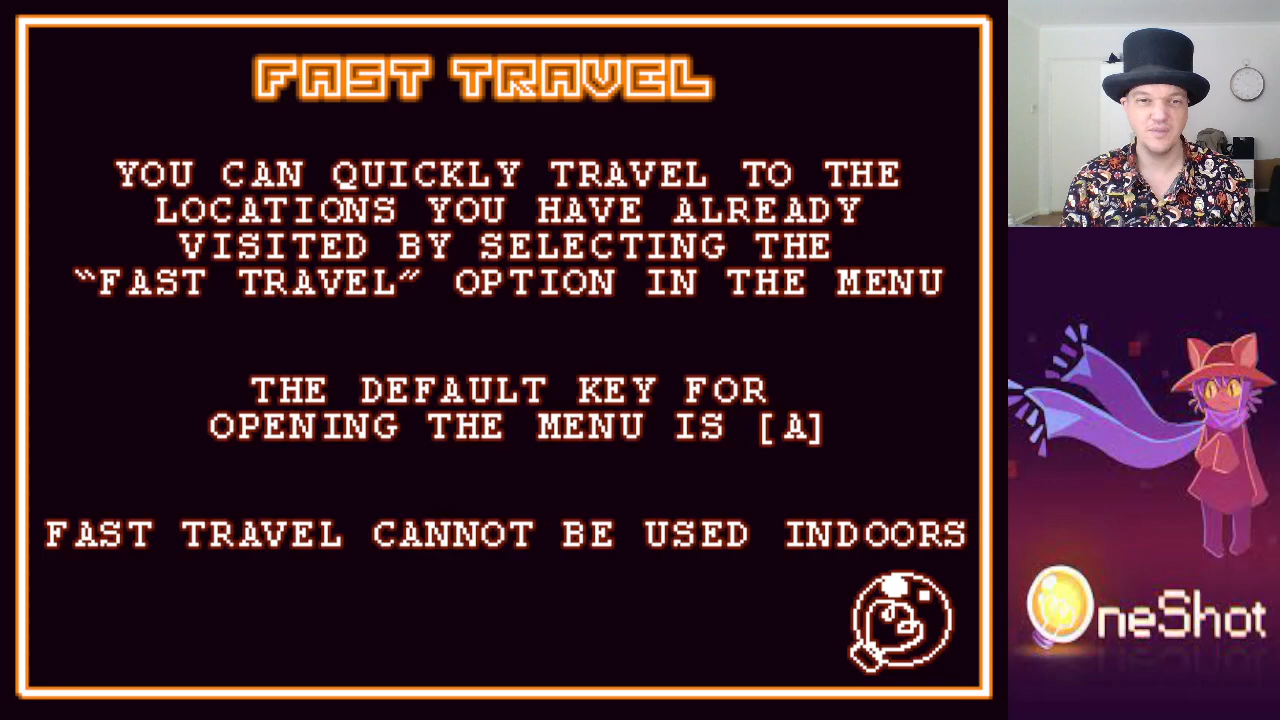 FAST TRAVEL
YOU CAN QUICKLY TRAVEL TO THE
LOCATIONS YOU HAVE ALREADY
VISITED BY SELECTING THE
“FAST TRAVEL” OPTION IN THE MENU
THE DEFAULT KEY FOR
OPENING THE MENU IS [A]
FAST TRAVEL CANNOT BE USED INDOORS
OneShot